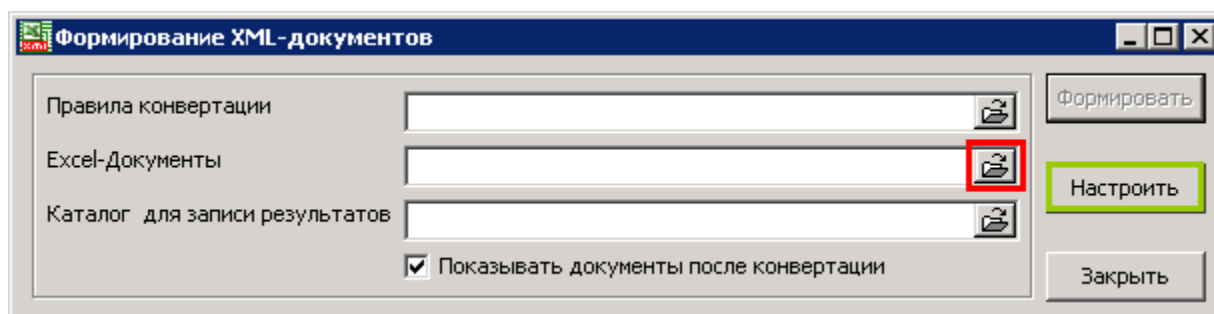 Формирование XML-документов
Правила конвертации
Формировать
Excel-Документы
Настроить
Каталог для записи результатов
Показывать документы после конвертации
Закрыть